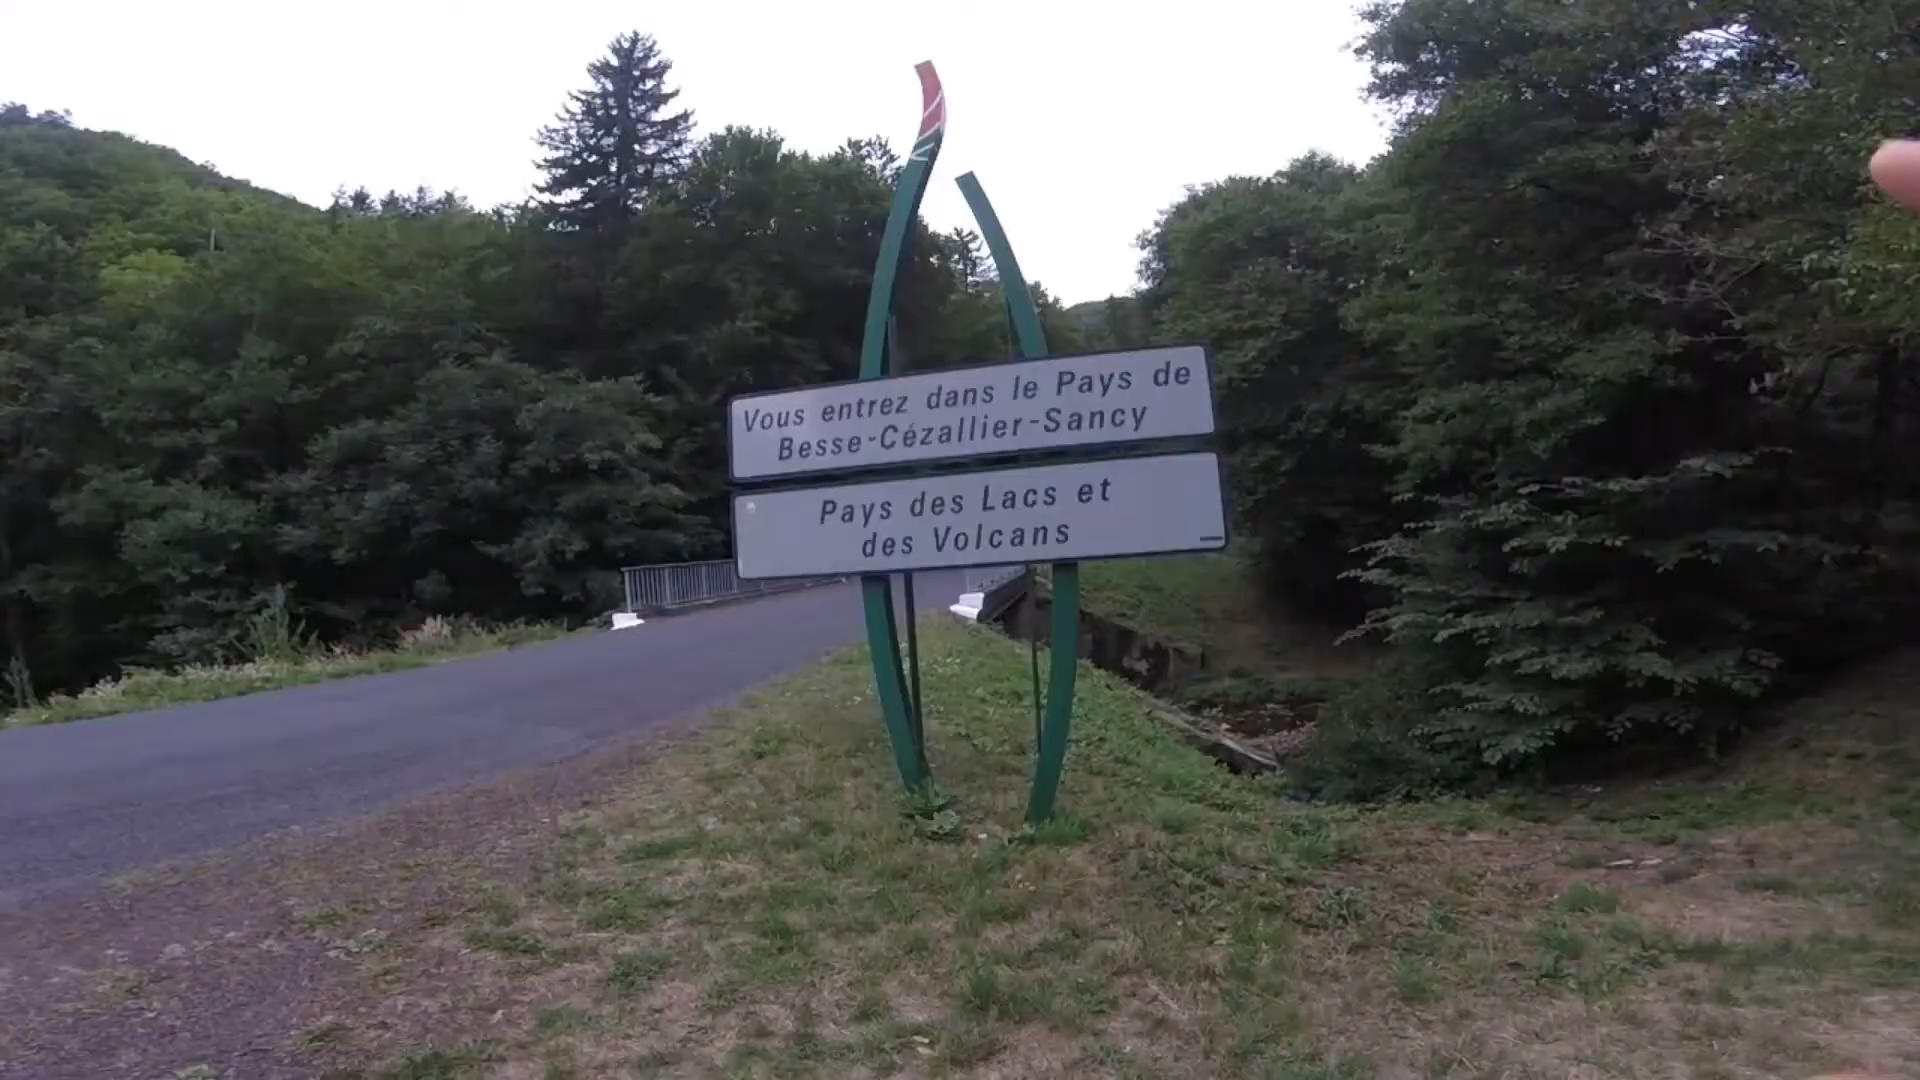 Vous entrez dans le Pays de
Besse-Cézallier-Sancy
Pays des Lacs et
des Volcans